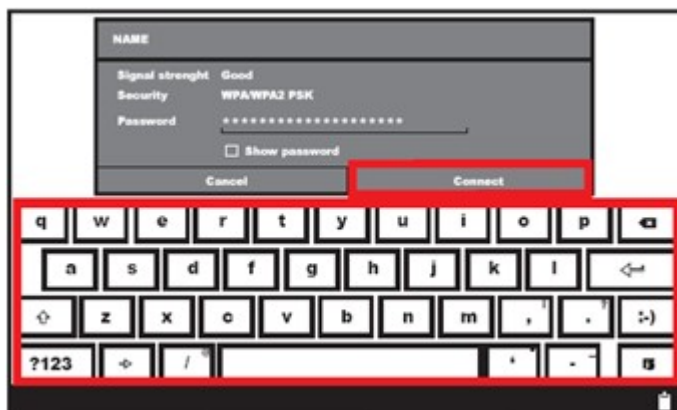 NAME
Signal strenght Good
Security WPA/WPA2 PSK
Password ********************
Show password
Cancel Connect
q w e r t y u i o p
a s d f g h j k l
z x c v b n m , ! . ? :-)
?123 / @ ' " - _